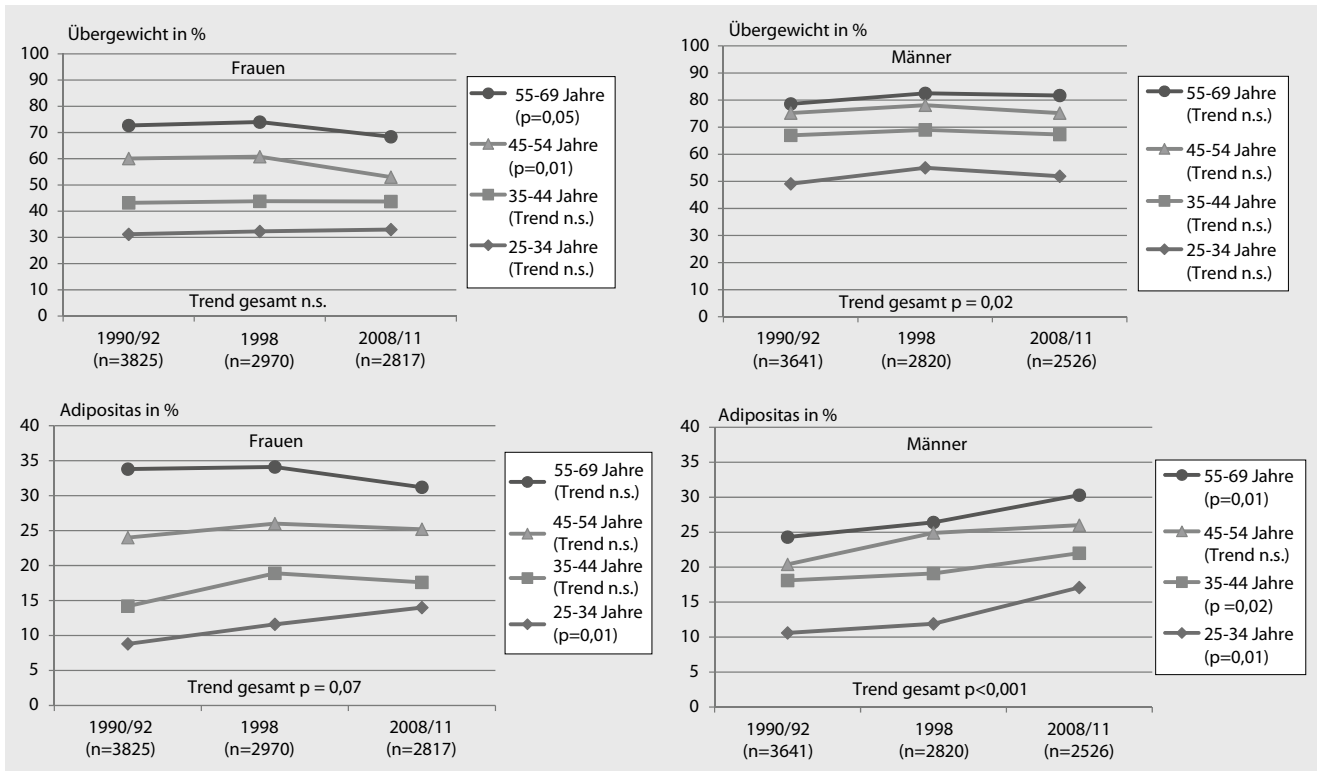 Übergewicht in %
Frauen
100
90
80
70
60
50
40
30
20
10
0
Trend gesamt n.s.
1990/92
(n=3825)
1998
(n=2970)
2008/11
(n=2817)
55-69 Jahre
(p=0,05)
45-54 Jahre
(p=0,01)
35-44 Jahre
(Trend n.s.)
25-34 Jahre
(Trend n.s.)
Übergewicht in %
Männer
100
90
80
70
60
50
40
30
20
10
0
Trend gesamt p = 0,02
1990/92
(n=3641)
1998
(n=2820)
2008/11
(n=2526)
55-69 Jahre
(Trend n.s.)
45-54 Jahre
(Trend n.s.)
35-44 Jahre
(Trend n.s.)
25-34 Jahre
(Trend n.s.)
Adipositas in %
Frauen
40
35
30
25
20
15
10
5
0
Trend gesamt p = 0,07
1990/92
(n=3825)
1998
(n=2970)
2008/11
(n=2817)
55-69 Jahre
(Trend n.s.)
45-54 Jahre
(Trend n.s.)
35-44 Jahre
(Trend n.s.)
25-34 Jahre
(p=0,01)
Adipositas in %
Männer
40
35
30
25
20
15
10
5
0
Trend gesamt p<0,001
1990/92
(n=3641)
1998
(n=2820)
2008/11
(n=2526)
55-69 Jahre
(p=0,01)
45-54 Jahre
(Trend n.s.)
35-44 Jahre
(p =0,02)
25-34 Jahre
(p=0,01)